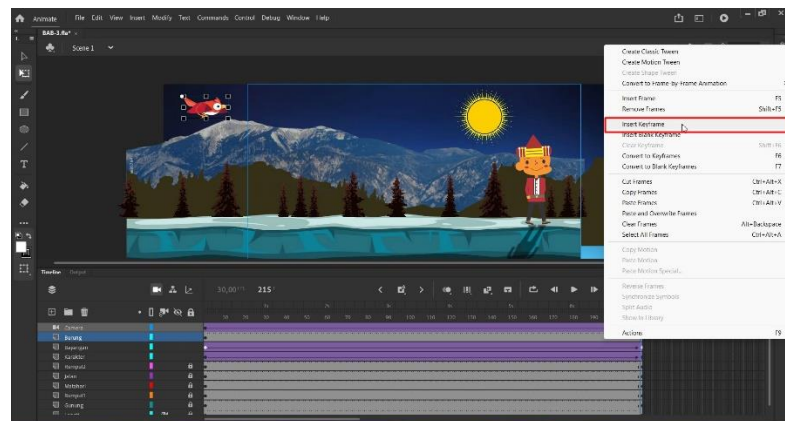 Animate File Edit View Insert Modify Text Commands Control Debug Window Help
BAB-3.fla*
Scene 1
Create Classic Tween
Create Motion Tween
Create Shape Tween
Convert to Frame-by-Frame Animation
Insert Frame F5
Remove Frames Shift+F5
Insert Keyframe
Insert Blank Keyframe
Clear Keyframe Shift+F6
Convert to Keyframes F6
Convert to Blank Keyframes F7
Cut Frames Ctrl+Alt+X
Copy Frames Ctrl+Alt+C
Paste Frames Ctrl+Alt+V
Paste and Overwrite Frames
Clear Frames Alt+Backspace
Select All Frames Ctrl+Alt+A
Copy Motion
Paste Motion
Paste Motion Special...
Reverse Frames
Synchronize Symbols
Split Audio
Show In Library
Actions F9
Timeline Output
30,00 215
Camera
Burung
Bayangan
Karakter
Rumput1
Jalan
Matahari
Rumput1
Gunung